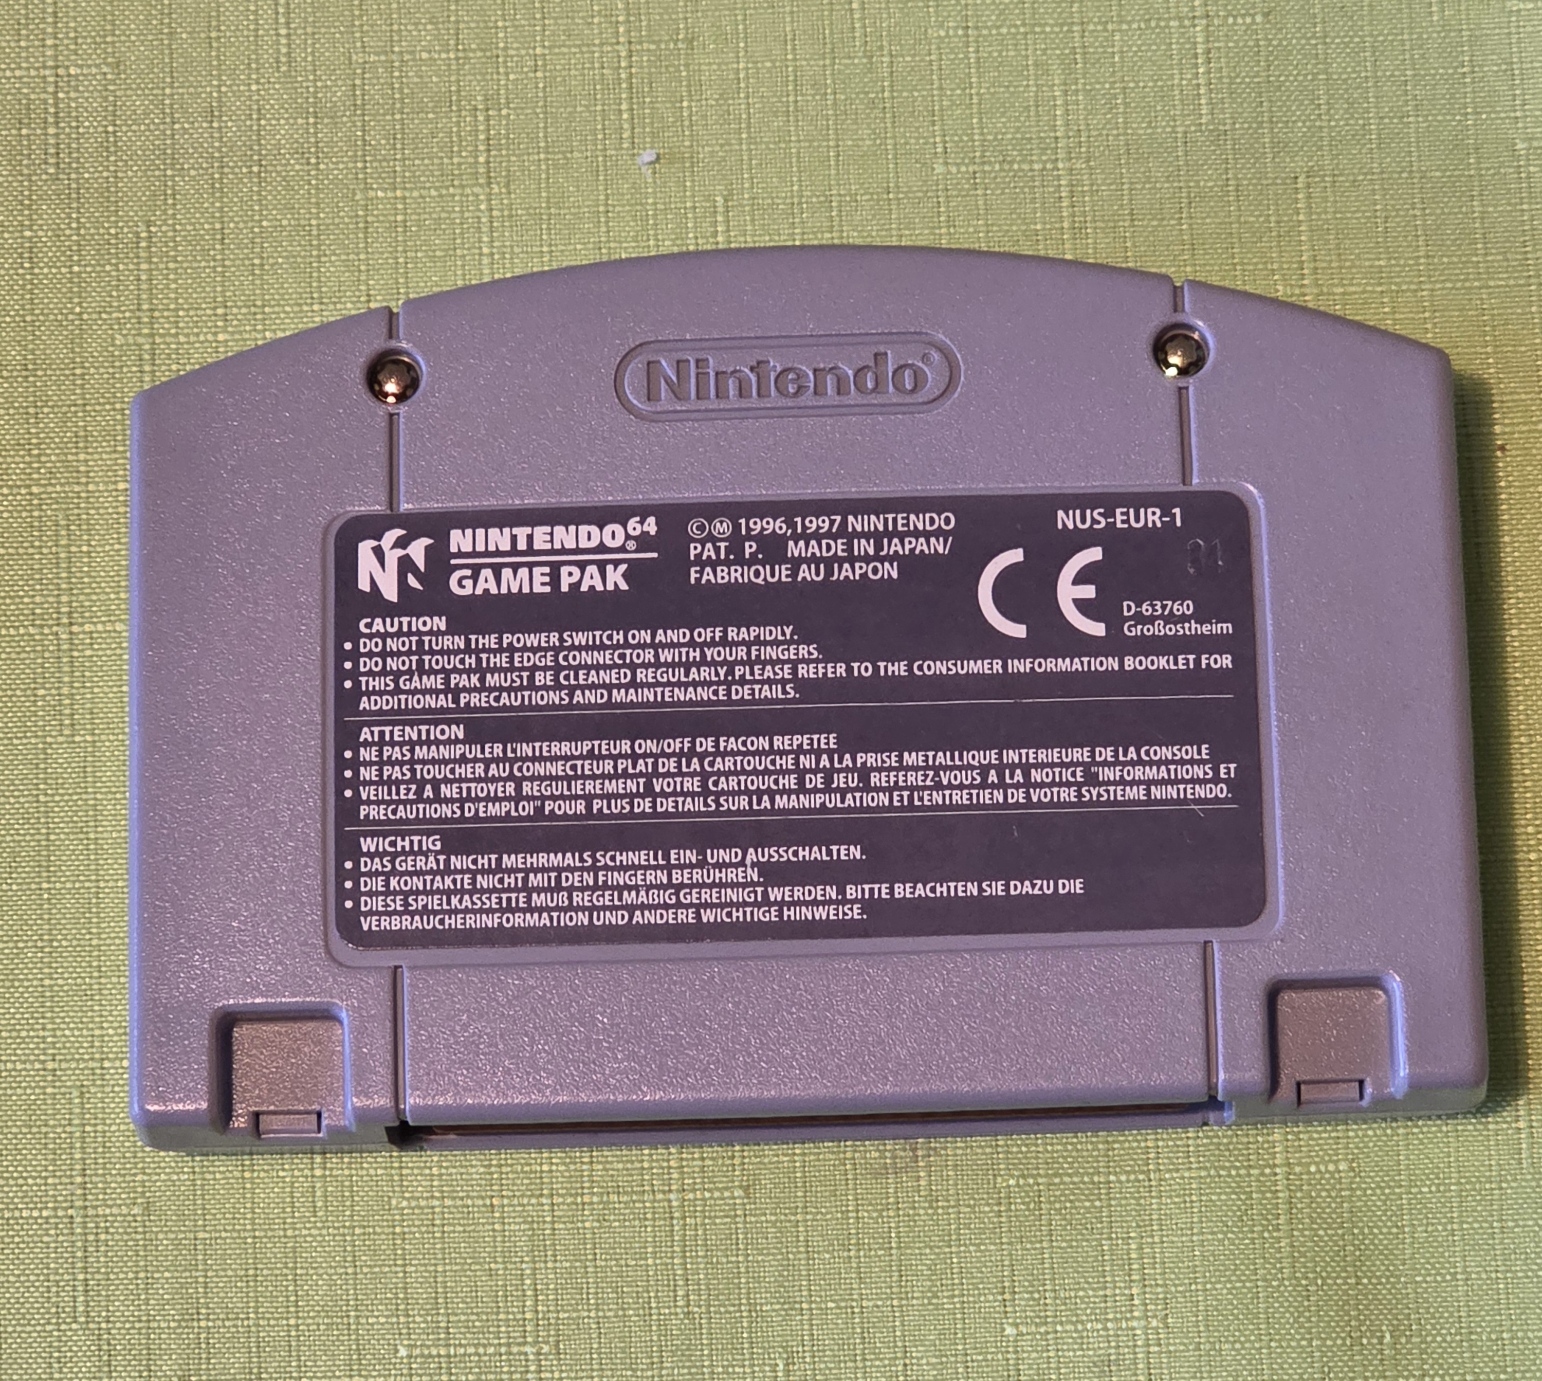 Nintendo®
NINTENDO64®
GAME PAK
©Ⓜ 1996,1997 NINTENDO
PAT. P. MADE IN JAPAN/
FABRIQUE AU JAPON
NUS-EUR-1
01
CE
D-63760
Großostheim
CAUTION
• DO NOT TURN THE POWER SWITCH ON AND OFF RAPIDLY.
• DO NOT TOUCH THE EDGE CONNECTOR WITH YOUR FINGERS.
• THIS GAME PAK MUST BE CLEANED REGULARLY. PLEASE REFER TO THE CONSUMER INFORMATION BOOKLET FOR
ADDITIONAL PRECAUTIONS AND MAINTENANCE DETAILS.
ATTENTION
• NE PAS MANIPULER L'INTERRUPTEUR ON/OFF DE FACON REPETEE
• NE PAS TOUCHER AU CONNECTEUR PLAT DE LA CARTOUCHE NI A LA PRISE METALLIQUE INTERIEURE DE LA CONSOLE
• VEILLEZ A NETTOYER REGULIEREMENT VOTRE CARTOUCHE DE JEU. REFEREZ-VOUS A LA NOTICE "INFORMATIONS ET
PRECAUTIONS D'EMPLOI" POUR PLUS DE DETAILS SUR LA MANIPULATION ET L'ENTRETIEN DE VOTRE SYSTEME NINTENDO.
WICHTIG
• DAS GERÄT NICHT MEHRMALS SCHNELL EIN- UND AUSSCHALTEN.
• DIE KONTAKTE NICHT MIT DEN FINGERN BERÜHREN.
• DIESE SPIELKASSETTE MUß REGELMÄßIG GEREINIGT WERDEN. BITTE BEACHTEN SIE DAZU DIE
VERBRAUCHERINFORMATION UND ANDERE WICHTIGE HINWEISE.